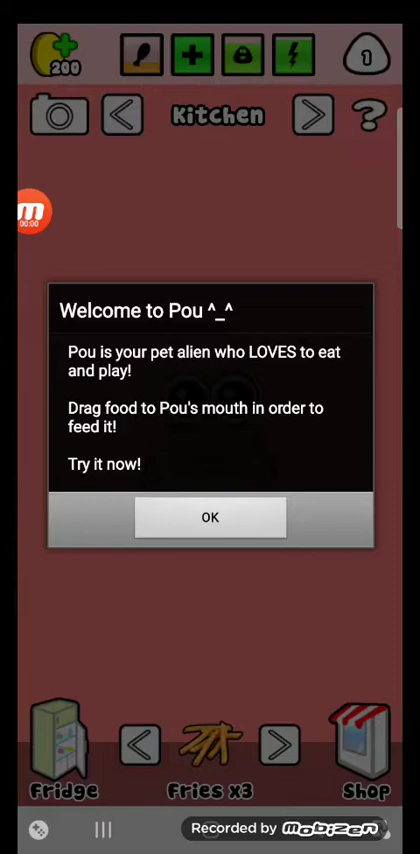 200
1
Kitchen
?
00:00
Welcome to Pou ^_^
Pou is your pet alien who LOVES to eat
and play!
Drag food to Pou's mouth in order to
feed it!
Try it now!
OK
Fridge
Fries x3
Shop
Recorded by mobizen